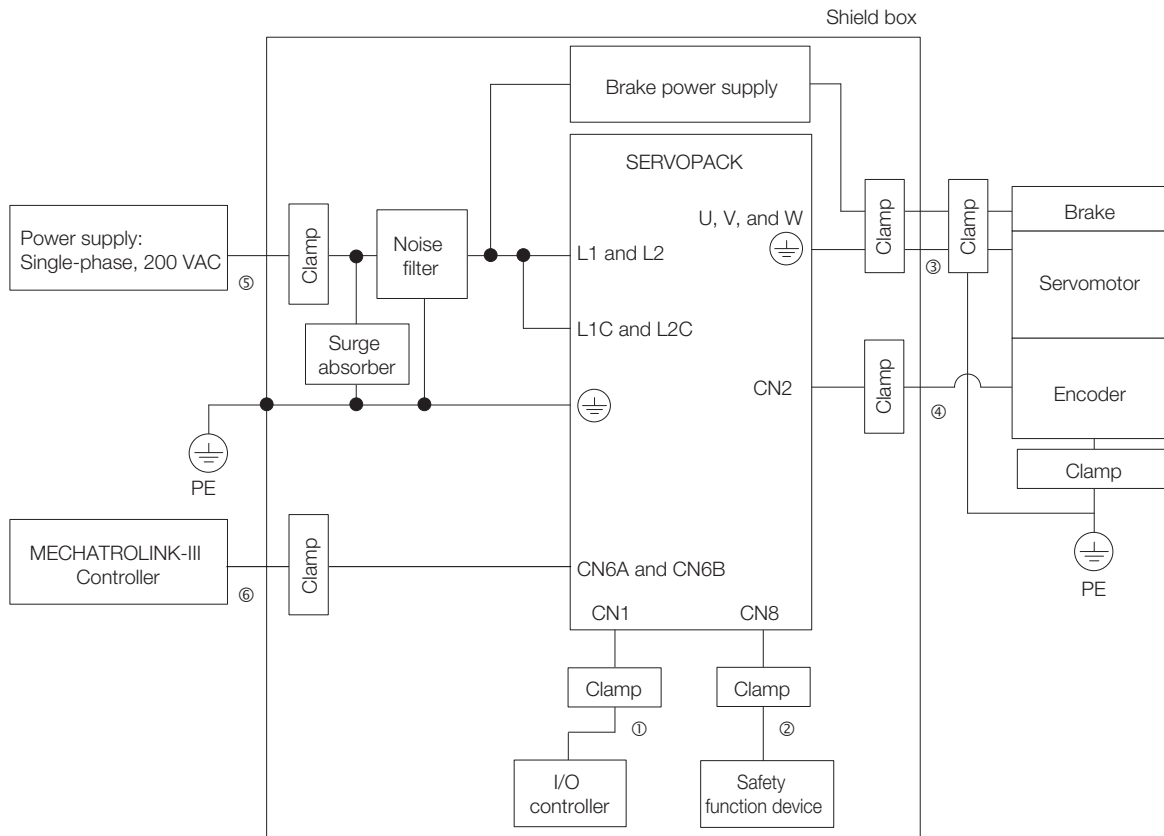 Shield box
Brake power supply
SERVOPACK
U, V, and W
Power supply:
Single-phase, 200 VAC
⑤
Clamp
Noise
filter
L1 and L2
L1C and L2C
Surge
absorber
PE
Clamp
③
Clamp
Brake
Servomotor
CN2
Clamp
④
Encoder
Clamp
PE
MECHATROLINK-III
Controller
⑥
Clamp
CN6A and CN6B
CN1
CN8
Clamp
①
Clamp
②
I/O
controller
Safety
function device